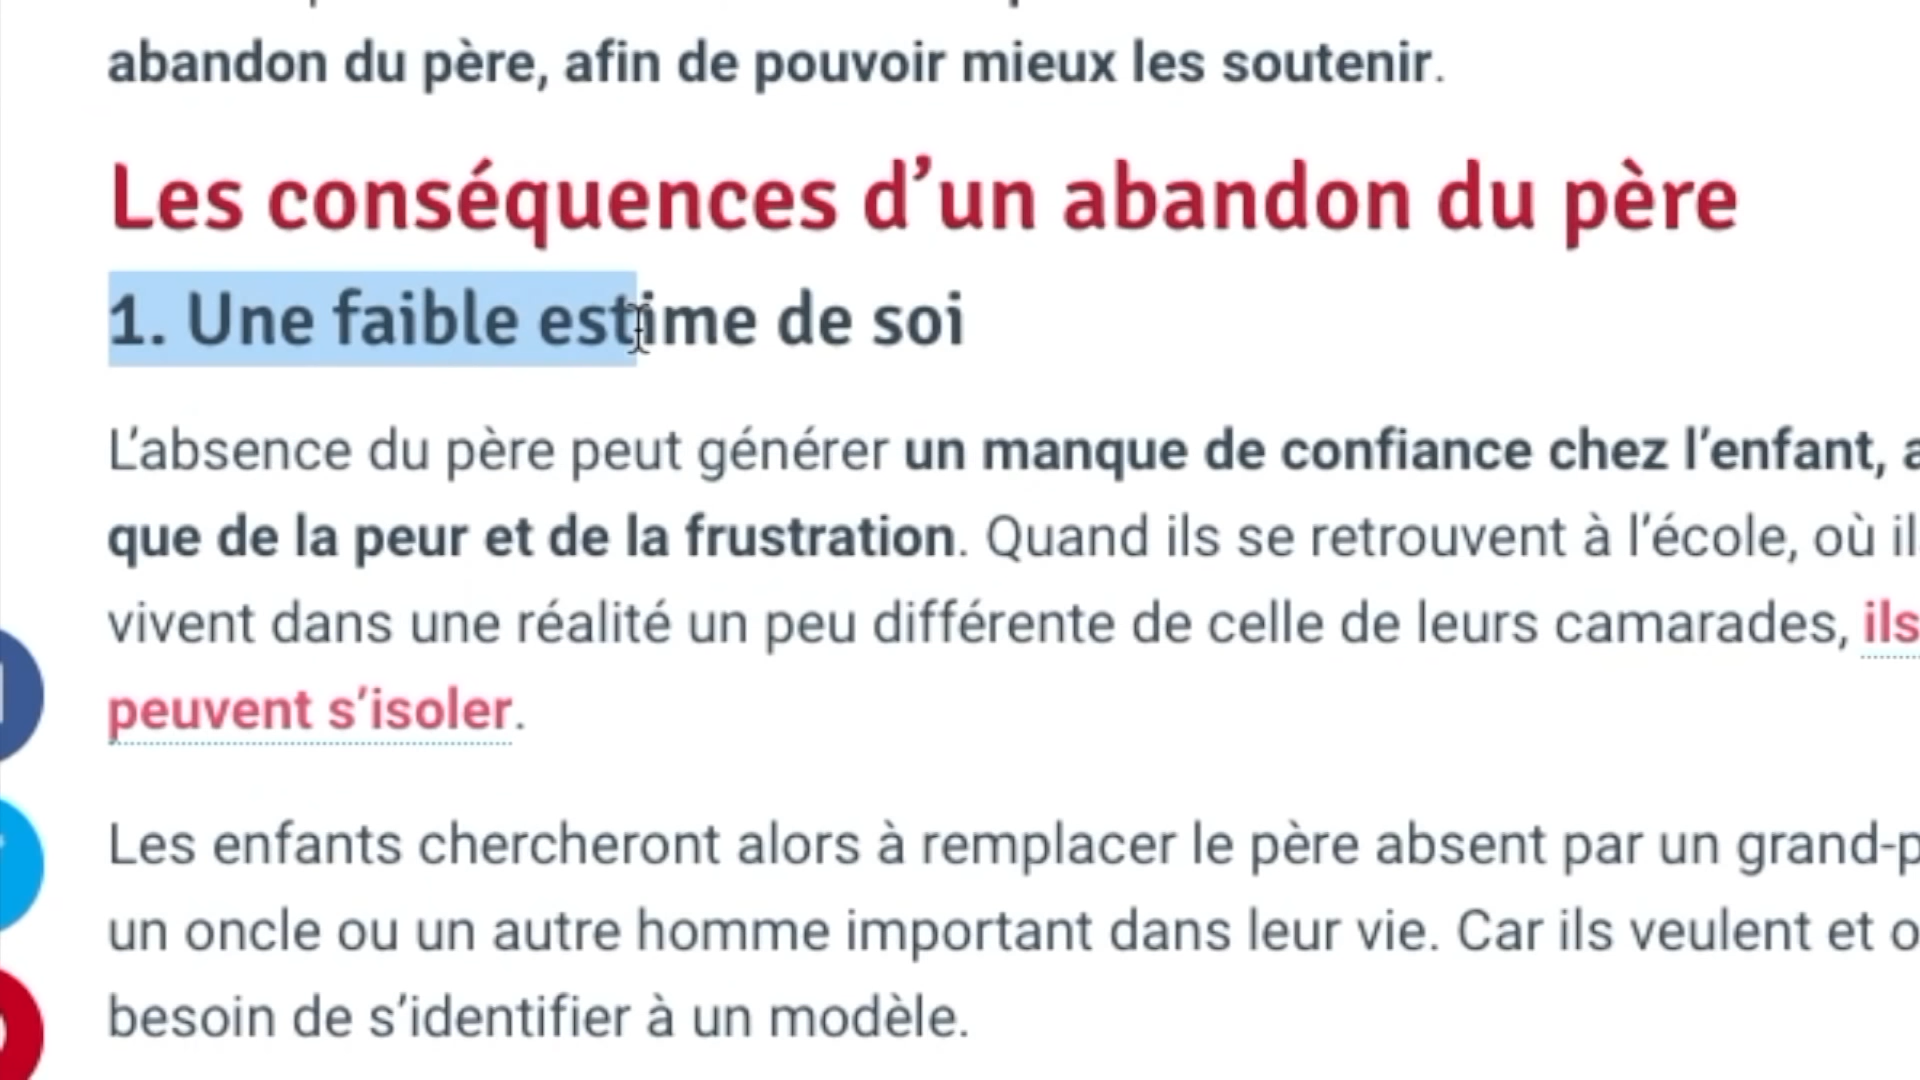 abandon du père, afin de pouvoir mieux les soutenir.
Les conséquences d’un abandon du père
1. Une faible estime de soi
L’absence du père peut générer un manque de confiance chez l’enfant,
que de la peur et de la frustration. Quand ils se retrouvent à l’école, où
vivent dans une réalité un peu différente de celle de leurs camarades, ils
peuvent s’isoler.
Les enfants chercheront alors à remplacer le père absent par un
un oncle ou un autre homme important dans leur vie. Car ils veulent et
besoin de s’identifier à un modèle.